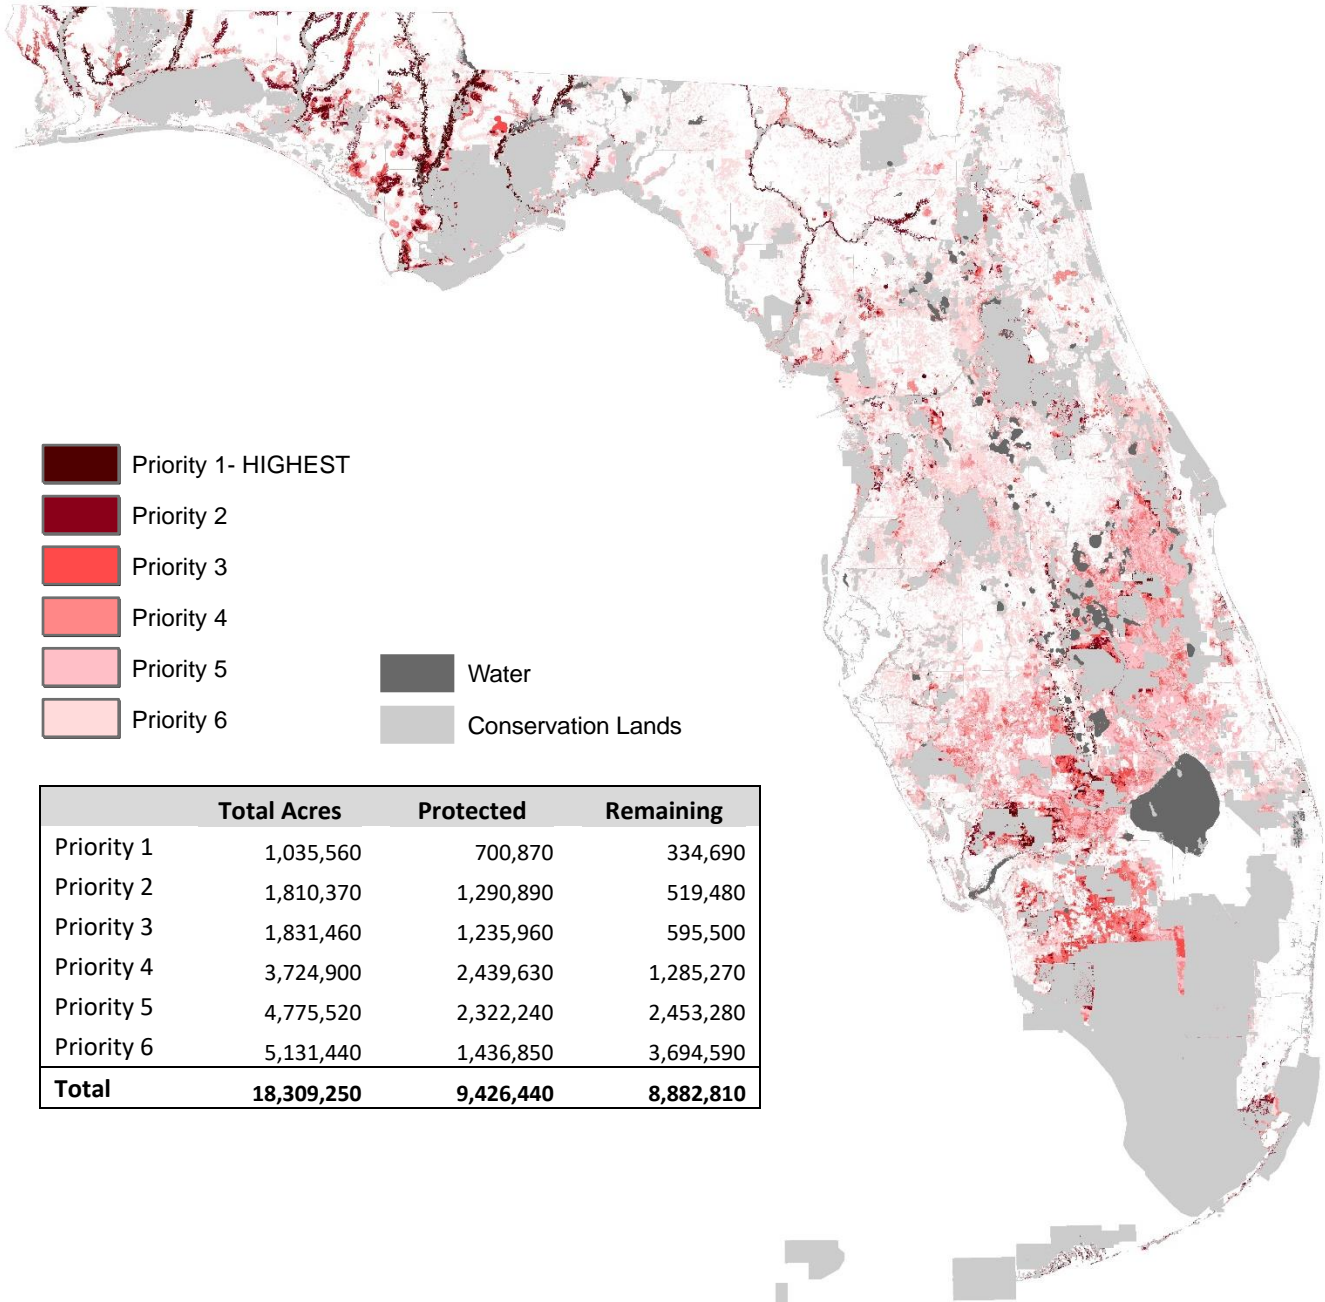 Priority 1- HIGHEST
Priority 2
Priority 3
Priority 4
Priority 5
Priority 6
Water
Conservation Lands
Total Acres Protected Remaining
Priority 1 1,035,560 700,870 334,690
Priority 2 1,810,370 1,290,890 519,480
Priority 3 1,831,460 1,235,960 595,500
Priority 4 3,724,900 2,439,630 1,285,270
Priority 5 4,775,520 2,322,240 2,453,280
Priority 6 5,131,440 1,436,850 3,694,590
Total 18,309,250 9,426,440 8,882,810